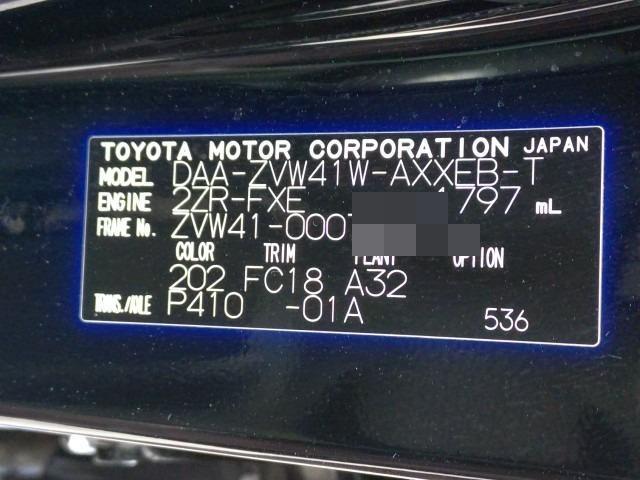 TOYOTA MOTOR CORPORATION JAPAN
MODEL DAA-ZVW41W-AXXEB-T
ENGINE 2ZR-FXE 1797 mL
FRAME No. ZVW41-000
COLOR TRIM PLANT OPTION
202 FC18 A32
TRANS./AXLE P410 -01A 536